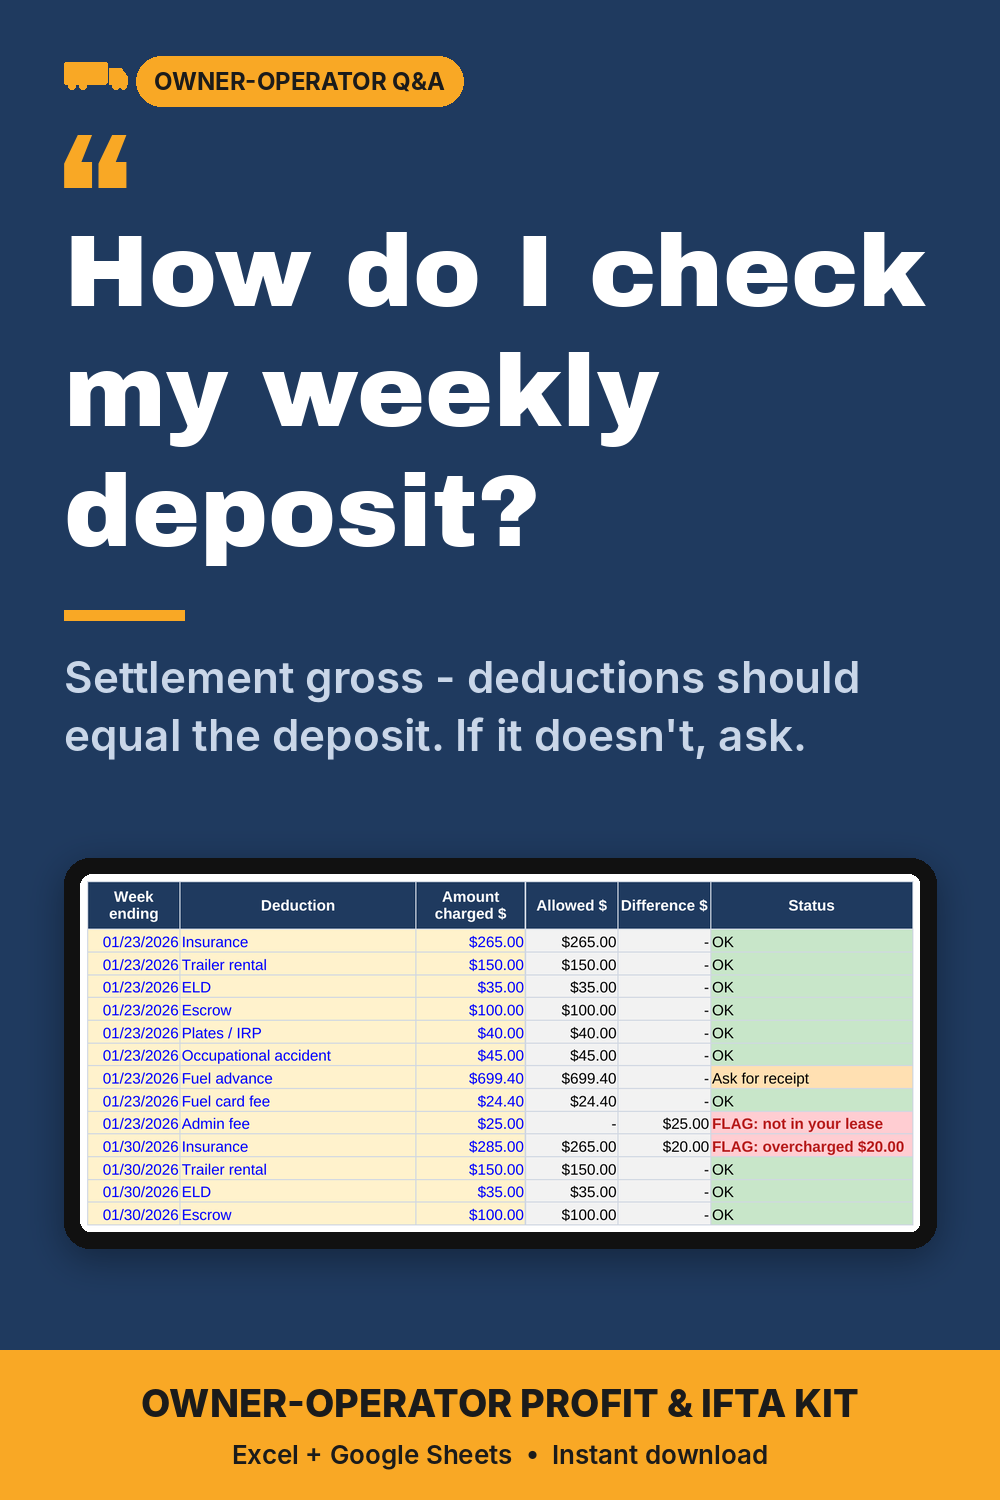 OWNER-OPERATOR Q&A
“
How do I check
my weekly
deposit?
Settlement gross - deductions should
equal the deposit. If it doesn't, ask.
Week ending Deduction Amount charged $ Allowed $ Difference $ Status
01/23/2026 Insurance $265.00 $265.00 - OK
01/23/2026 Trailer rental $150.00 $150.00 - OK
01/23/2026 ELD $35.00 $35.00 - OK
01/23/2026 Escrow $100.00 $100.00 - OK
01/23/2026 Plates / IRP $40.00 $40.00 - OK
01/23/2026 Occupational accident $45.00 $45.00 - OK
01/23/2026 Fuel advance $699.40 $699.40 - Ask for receipt
01/23/2026 Fuel card fee $24.40 $24.40 - OK
01/23/2026 Admin fee $25.00 - $25.00 FLAG: not in your lease
01/30/2026 Insurance $285.00 $265.00 $20.00 FLAG: overcharged $20.00
01/30/2026 Trailer rental $150.00 $150.00 - OK
01/30/2026 ELD $35.00 $35.00 - OK
01/30/2026 Escrow $100.00 $100.00 - OK
OWNER-OPERATOR PROFIT & IFTA KIT
Excel + Google Sheets • Instant download